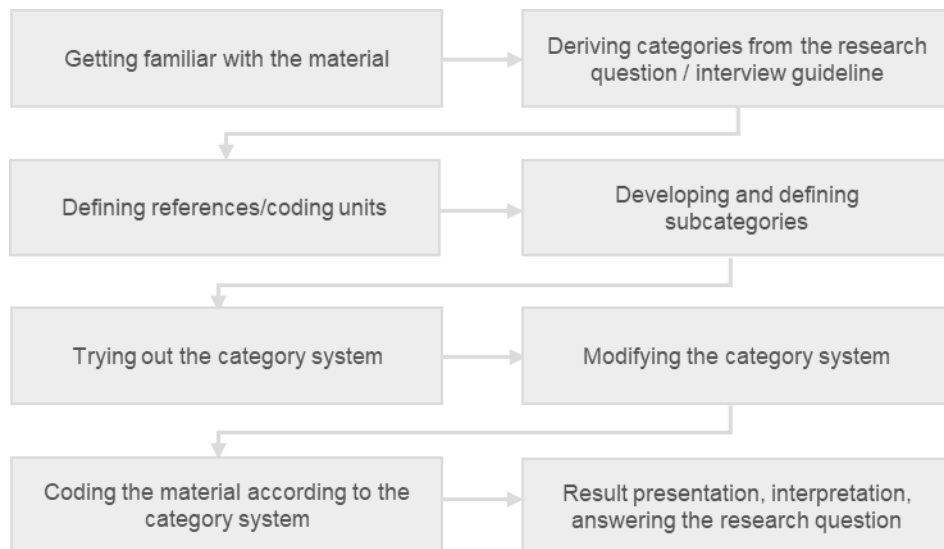 Getting familiar with the material
Deriving categories from the research
question / interview guideline
Defining references/coding units
Developing and defining
subcategories
Trying out the category system
Modifying the category system
Coding the material according to the
category system
Result presentation, interpretation,
answering the research question